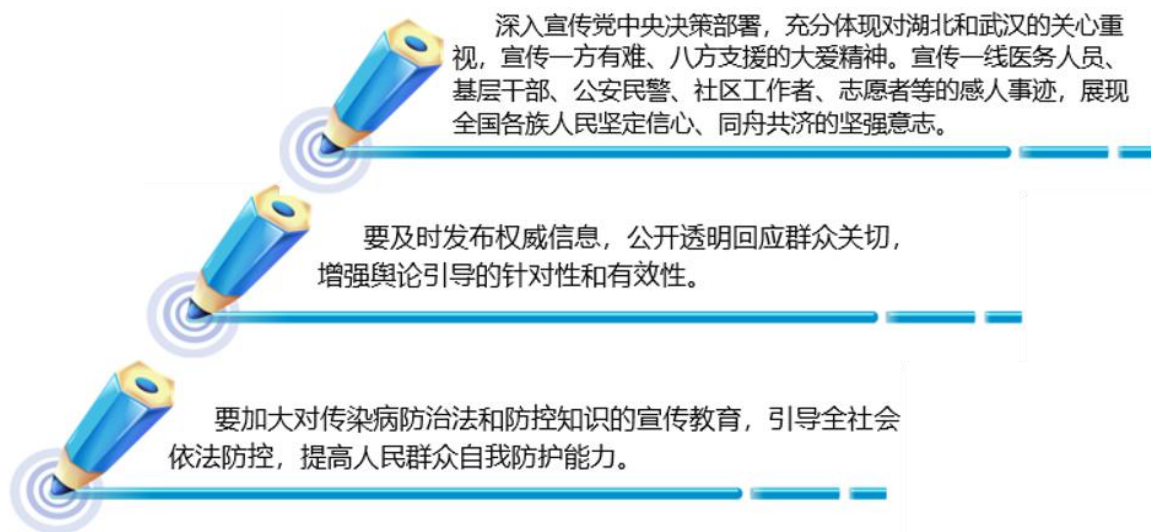 深入宣传党中央决策部署，充分体现对湖北和武汉的关心重
视，宣传一方有难、八方支援的大爱精神。宣传一线医务人员、
基层干部、公安民警、社区工作者、志愿者等的感人事迹，展现
全国各族人民坚定信心、同舟共济的坚强意志。
要及时发布权威信息，公开透明回应群众关切，
增强舆论引导的针对性和有效性。
要加大对传染病防治法和防控知识的宣传教育，引导全社会
依法防控，提高人民群众自我防护能力。